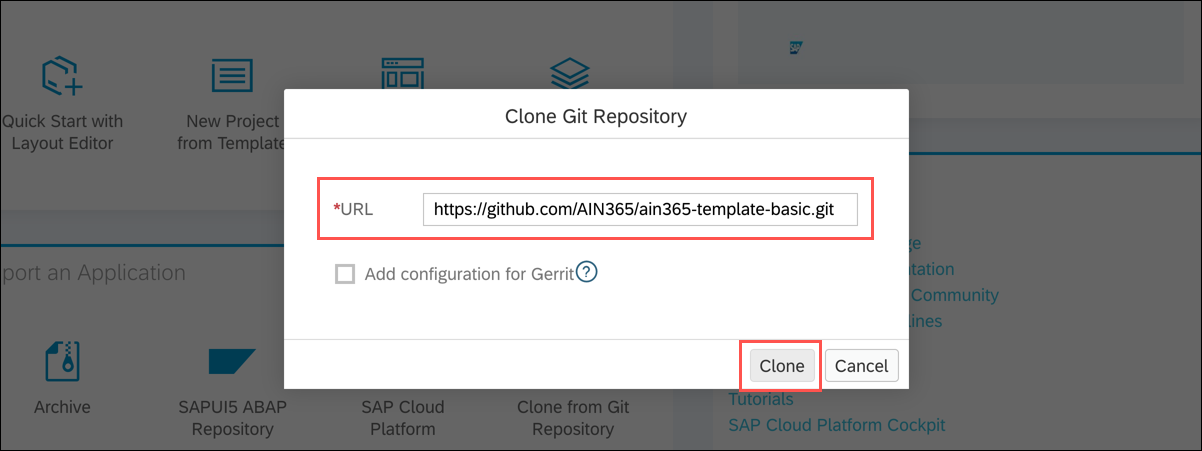 SAP
Quick Start with
Layout Editor
New Project
from Template
Clone Git Repository
*URL
https://github.com/AIN365/ain365-template-basic.git
Add configuration for Gerrit
?
Clone
Cancel
port an Application
Archive
SAPUI5 ABAP
Repository
SAP Cloud
Platform
Clone from Git
Repository
ge
tation
Community
lines
Tutorials
SAP Cloud Platform Cockpit